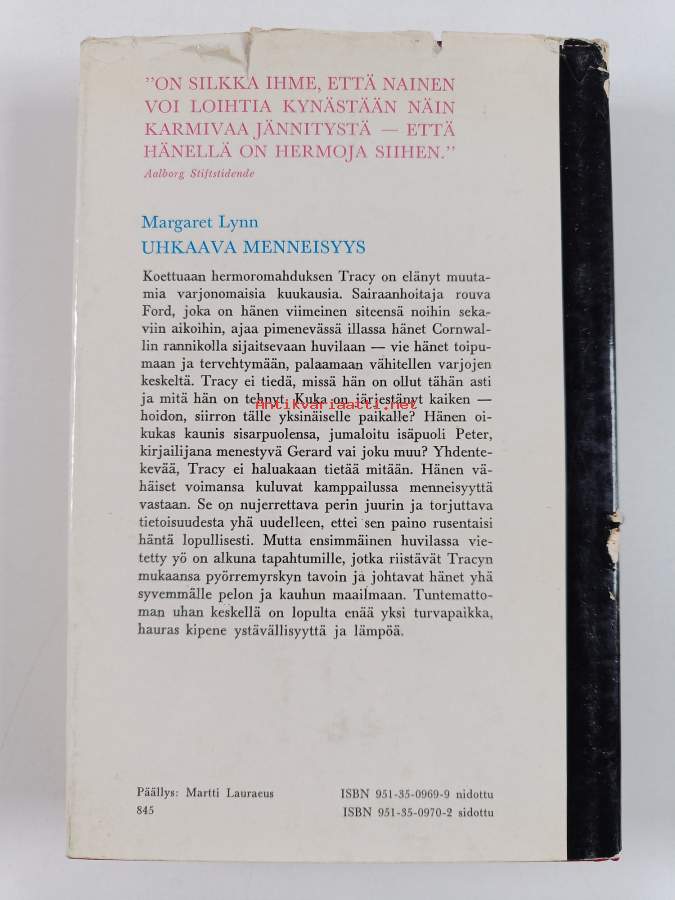 "ON SILKKA IHME, ETTÄ NAINEN
VOI LOIHTIA KYNÄSTÄÄN NÄIN
KARMIVAA JÄNNITYSTÄ — ETTÄ
HÄNELLÄ ON HERMOJA SIIHEN."
Aalborg Stiftstidende
Margaret Lynn
UHKAAVA MENNEISYYS
Koettuaan hermoromahduksen Tracy on elänyt muuta-
mia varjonomaisia kuukausia. Sairaanhoitaja rouva
Ford, joka on hänen viimeinen siteensä noihin seka-
viin aikoihin, ajaa pimenevässä illassa hänet Cornwal-
lin rannikolla sijaitsevaan huvilaan — vie hänet toipu-
maan ja tervehtymään, palaamaan vähitellen varjojen
keskeltä. Tracy ei tiedä, missä hän on ollut tähän asti
ja mitä hän on tehnyt. Kuka on järjestänyt kaiken —
Antikvariaatti.net
hoidon, siirron tälle yksinäiselle paikalle? Hänen oi-
kukas kaunis sisarpuolensa, jumaloitu isäpuoli Peter,
kirjailijana menestyvä Gerard vai joku muu? Yhdente-
kevää, Tracy ei haluakaan tietää mitään. Hänen vä-
häiset voimansa kuluvat kamppailussa menneisyyttä
vastaan. Se on nujerrettava perin juurin ja torjuttava
tietoisuudesta yhä uudelleen, ettei sen paino rusentaisi
häntä lopullisesti. Mutta ensimmäinen huvilassa vie-
tetty yö on alkuna tapahtumille, jotka riistävät Tracyn
mukaansa pyörremyrskyn tavoin ja johtavat hänet yhä
syvemmälle pelon ja kauhun maailmaan. Tuntematto-
man uhan keskellä on lopulta enää yksi turvapaikka,
hauras kipene ystävällisyyttä ja lämpöä.
Päällys: Martti Lauraeus
845
ISBN 951-35-0969-9 nidottu
ISBN 951-35-0970-2 sidottu